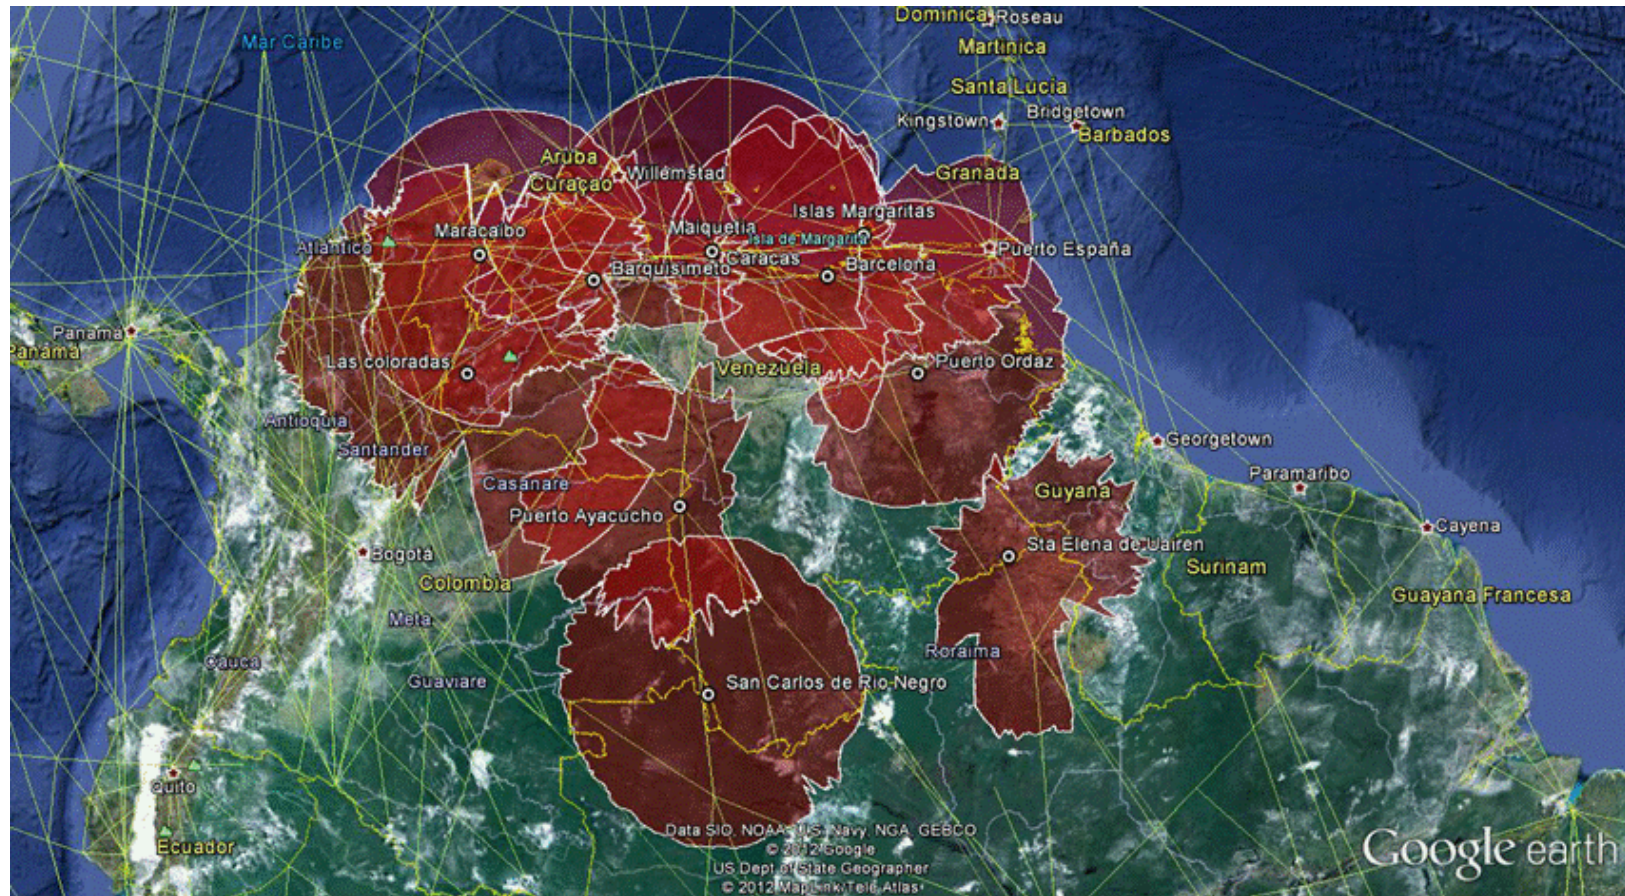 Dominica
Roseau
Mar Caribe
Martinica
Santa Lucia
Kingstown
Bridgetown
Barbados
Aruba
Willemstad
Curaçao
Granada
Islas Margaritas
Atlantico
Maracaibo
Maiquetia
Isla de Margarita
Puerto España
Caracas
Barquisimeto
Barcelona
Panama
Panamá
Las coloradas
Venezuela
Puerto Ordaz
Antioquia
Santander
Georgetown
Paramaribo
Casanare
Guyana
Puerto Ayacucho
Cayena
Bogotá
Sta Elena de Uairen
Colombia
Surinam
Guayana Francesa
Meta
Roraima
Cauca
Guaviare
San Carlos de Rio Negro
Quito
Ecuador
Data SIO, NOAA, U.S. Navy, NGA, GEBCO
© 2012 Google
US Dept of State Geographer
© 2012 MapLink/Tele Atlas
Google earth